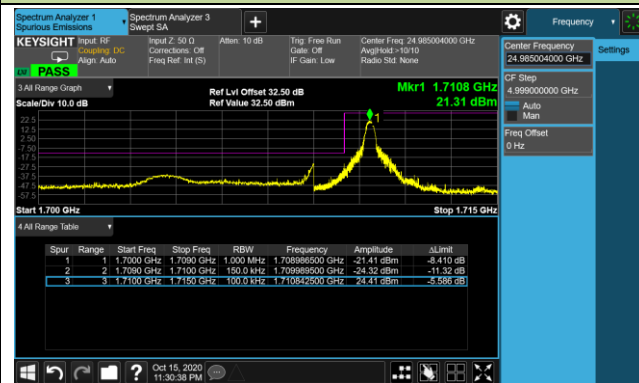 Spectrum Analyzer 1
Spurious Emissions
Spectrum Analyzer 3
Swept SA
Frequency
KEYSIGHT
Input: RF
Coupling: DC
Align: Auto
Input Z: 50 Ω
Corrections: Off
Freq Ref: Int (S)
Atten: 10 dB
Trig: Free Run
Gate: Off
IF Gain: Low
Center Freq: 24.985004000 GHz
Avg|Hold:>10/10
Radio Std: None
PASS
Center Frequency
24.985004000 GHz
Settings
CF Step
4.999000000 GHz
Auto
Man
Freq Offset
0 Hz
3 All Range Graph
Scale/Div 10.0 dB
Ref Lvl Offset 32.50 dB
Ref Value 32.50 dBm
Mkr1 1.7108 GHz
21.31 dBm
1
22.5
12.5
2.50
-7.50
-17.5
-27.5
-37.5
-47.5
-57.5
Start 1.700 GHz
Stop 1.715 GHz
4 All Range Table
Spur Range Start Freq Stop Freq RBW Frequency Amplitude ΔLimit
1 1 1.7000 GHz 1.7090 GHz 1.000 MHz 1.708986500 GHz -21.41 dBm -8.410 dB
2 2 1.7090 GHz 1.7100 GHz 150.0 kHz 1.709989500 GHz -24.32 dBm -11.32 dB
3 3 1.7100 GHz 1.7150 GHz 100.0 kHz 1.710842500 GHz 24.41 dBm -5.586 dB
Oct 15, 2020
11:30:38 PM